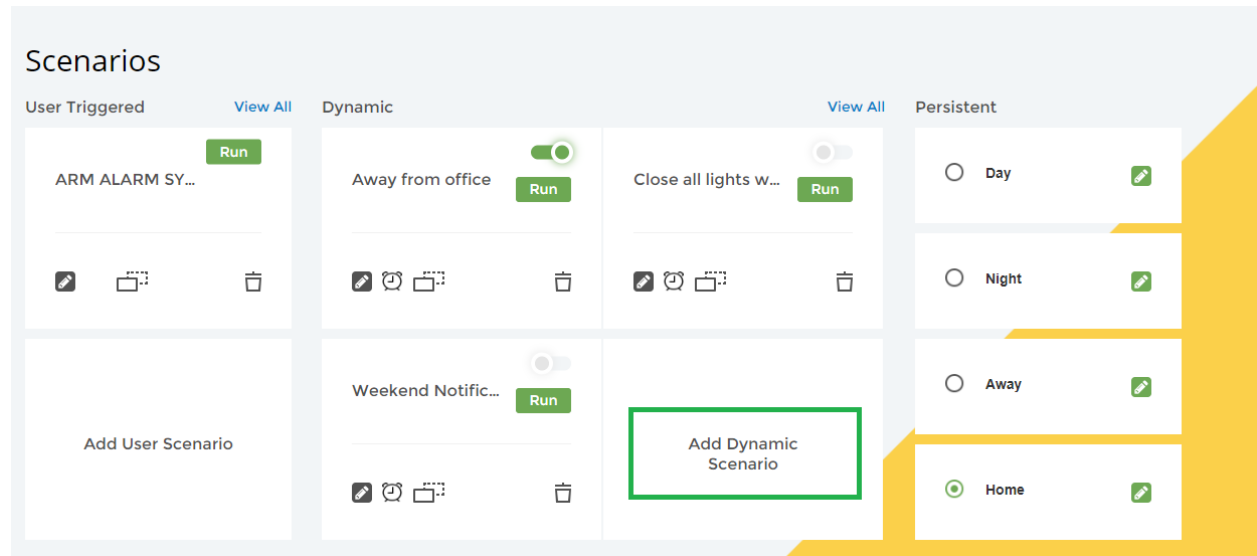 Scenarios
User Triggered
View All
Dynamic
View All
Persistent
Run
ARM ALARM SY...
Away from office
Run
Close all lights w...
Run
Day
Night
Add User Scenario
Weekend Notific...
Run
Add Dynamic
Scenario
Away
Home